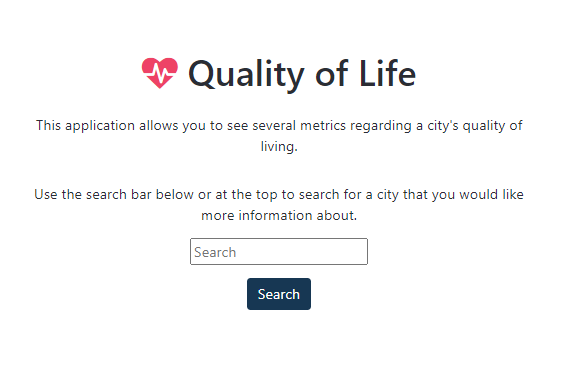 Quality of Life
This application allows you to see several metrics regarding a city's quality of
living.
Use the search bar below or at the top to search for a city that you would like
more information about.
Search
Search